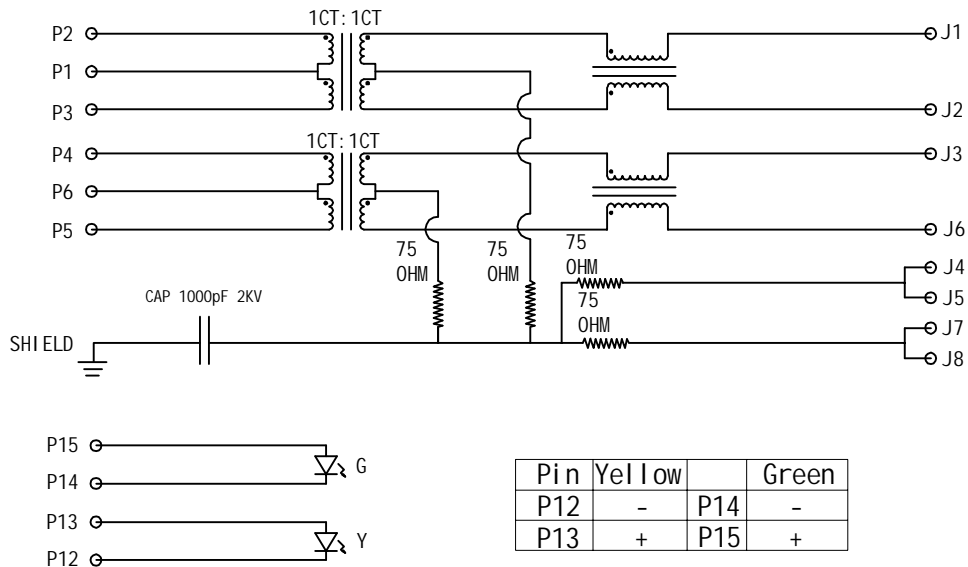 1CT:1CT
P2
J1
P1
P3
J2
1CT:1CT
P4
J3
P6
P5
J6
75 OHM
75 OHM
75 OHM
J4
75 OHM
J5
CAP 1000pF 2KV
J7
SHIELD
J8
P15
G
P14
P13
Y
P12
Pin Yellow Green
P12 - P14 -
P13 + P15 +